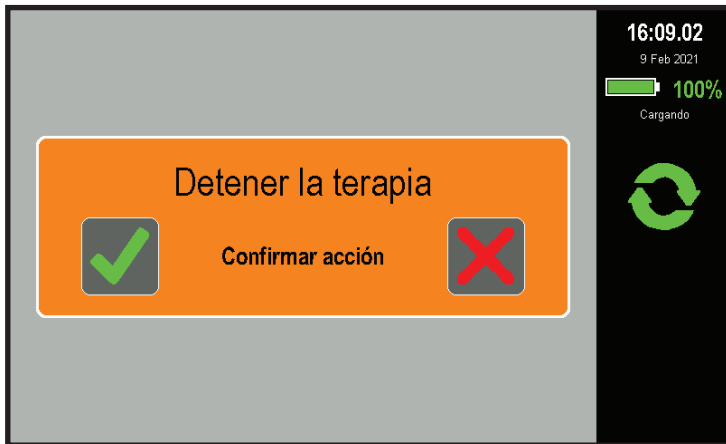 16:09.02
9 Feb 2021
100%
Cargando
Detener la terapia
Confirmar acción